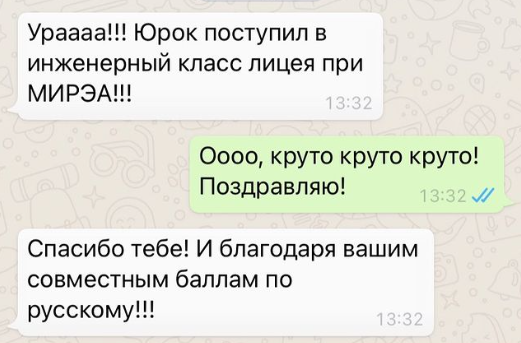 Ураааа!!! Юрок поступил в
инженерный класс лицея при
МИРЭА!!!
13:32
Оооо, круто круто круто!
Поздравляю!
13:32
Спасибо тебе! И благодаря вашим
совместным баллам по
русскому!!!
13:32